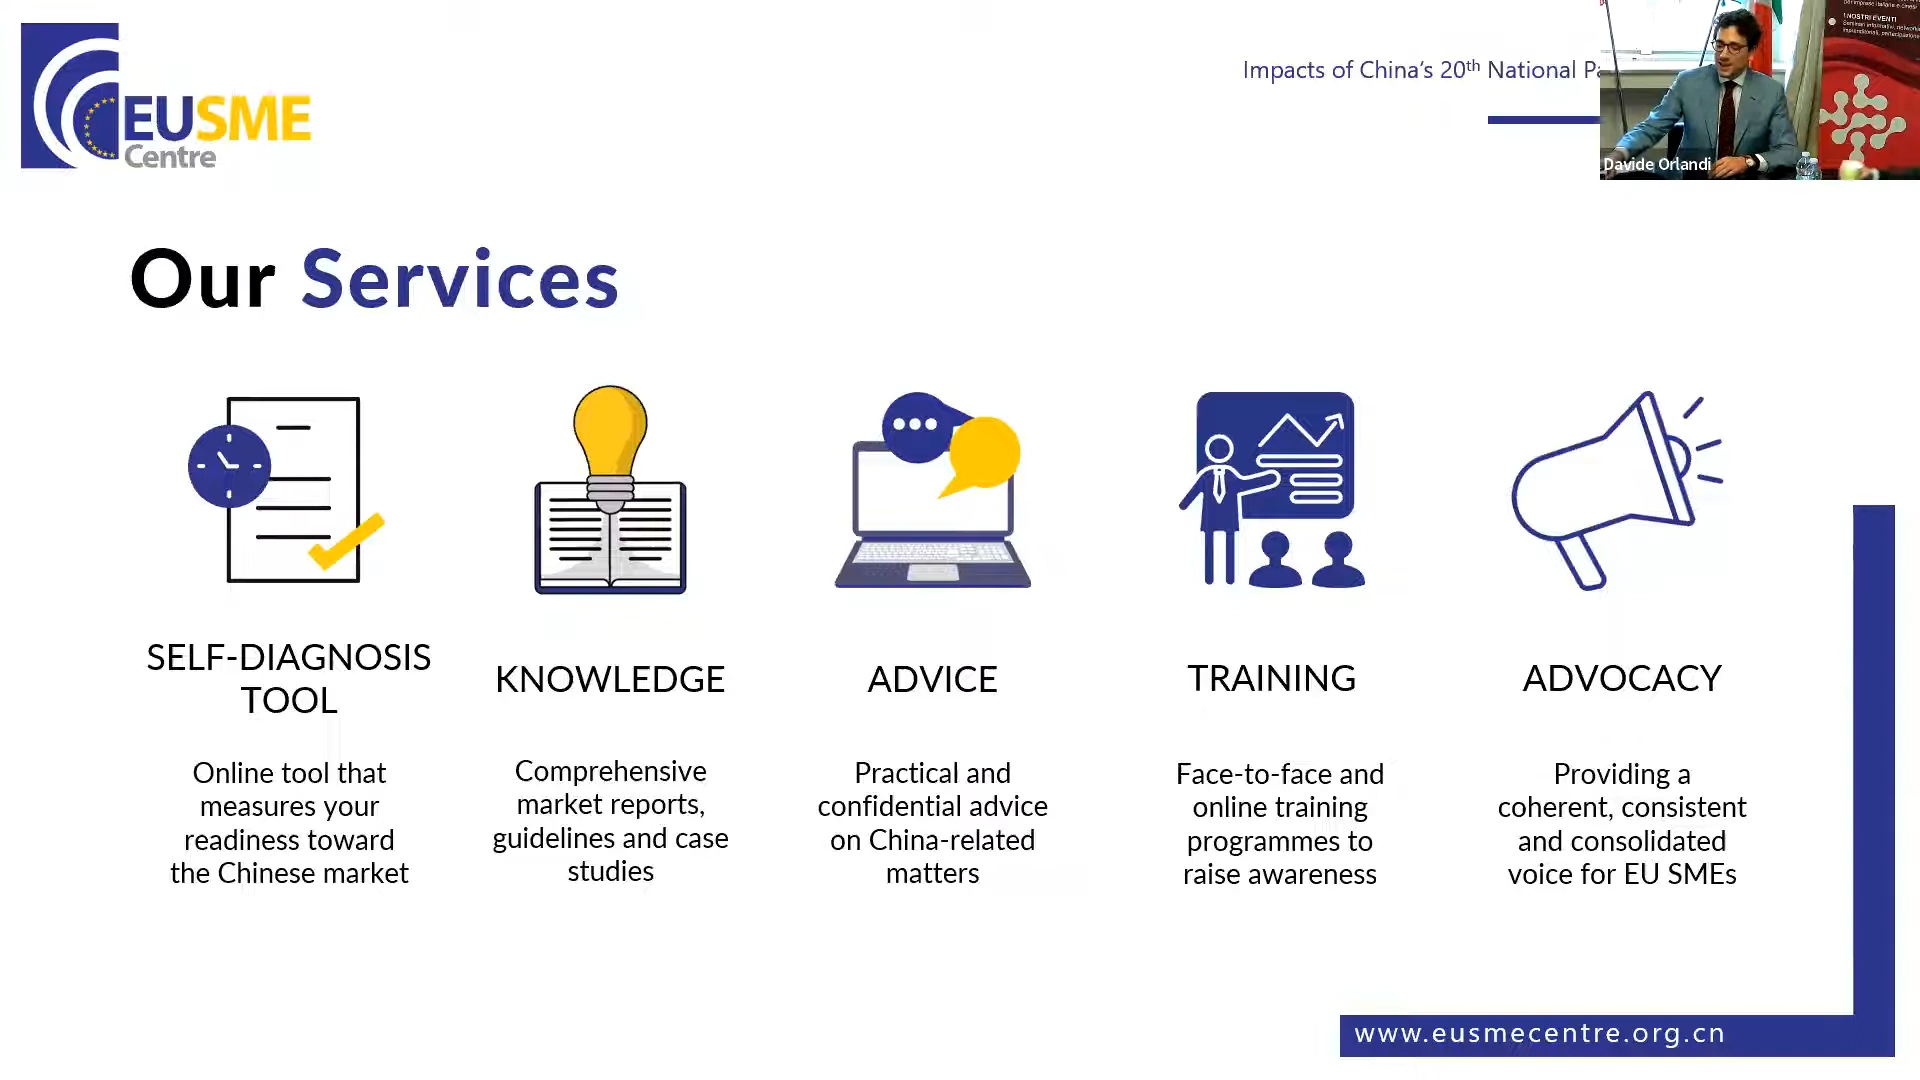 EUSME
Centre
Impacts of China's 20th National Pa
I NOSTRI EVENTI
Davide Orlandi
Our Services
SELF-DIAGNOSIS
TOOL
Online tool that
measures your
readiness toward
the Chinese market
KNOWLEDGE
Comprehensive
market reports,
guidelines and case
studies
ADVICE
Practical and
confidential advice
on China-related
matters
TRAINING
Face-to-face and
online training
programmes to
raise awareness
ADVOCACY
Providing a
coherent, consistent
and consolidated
voice for EU SMEs
www.eusmecentre.org.cn